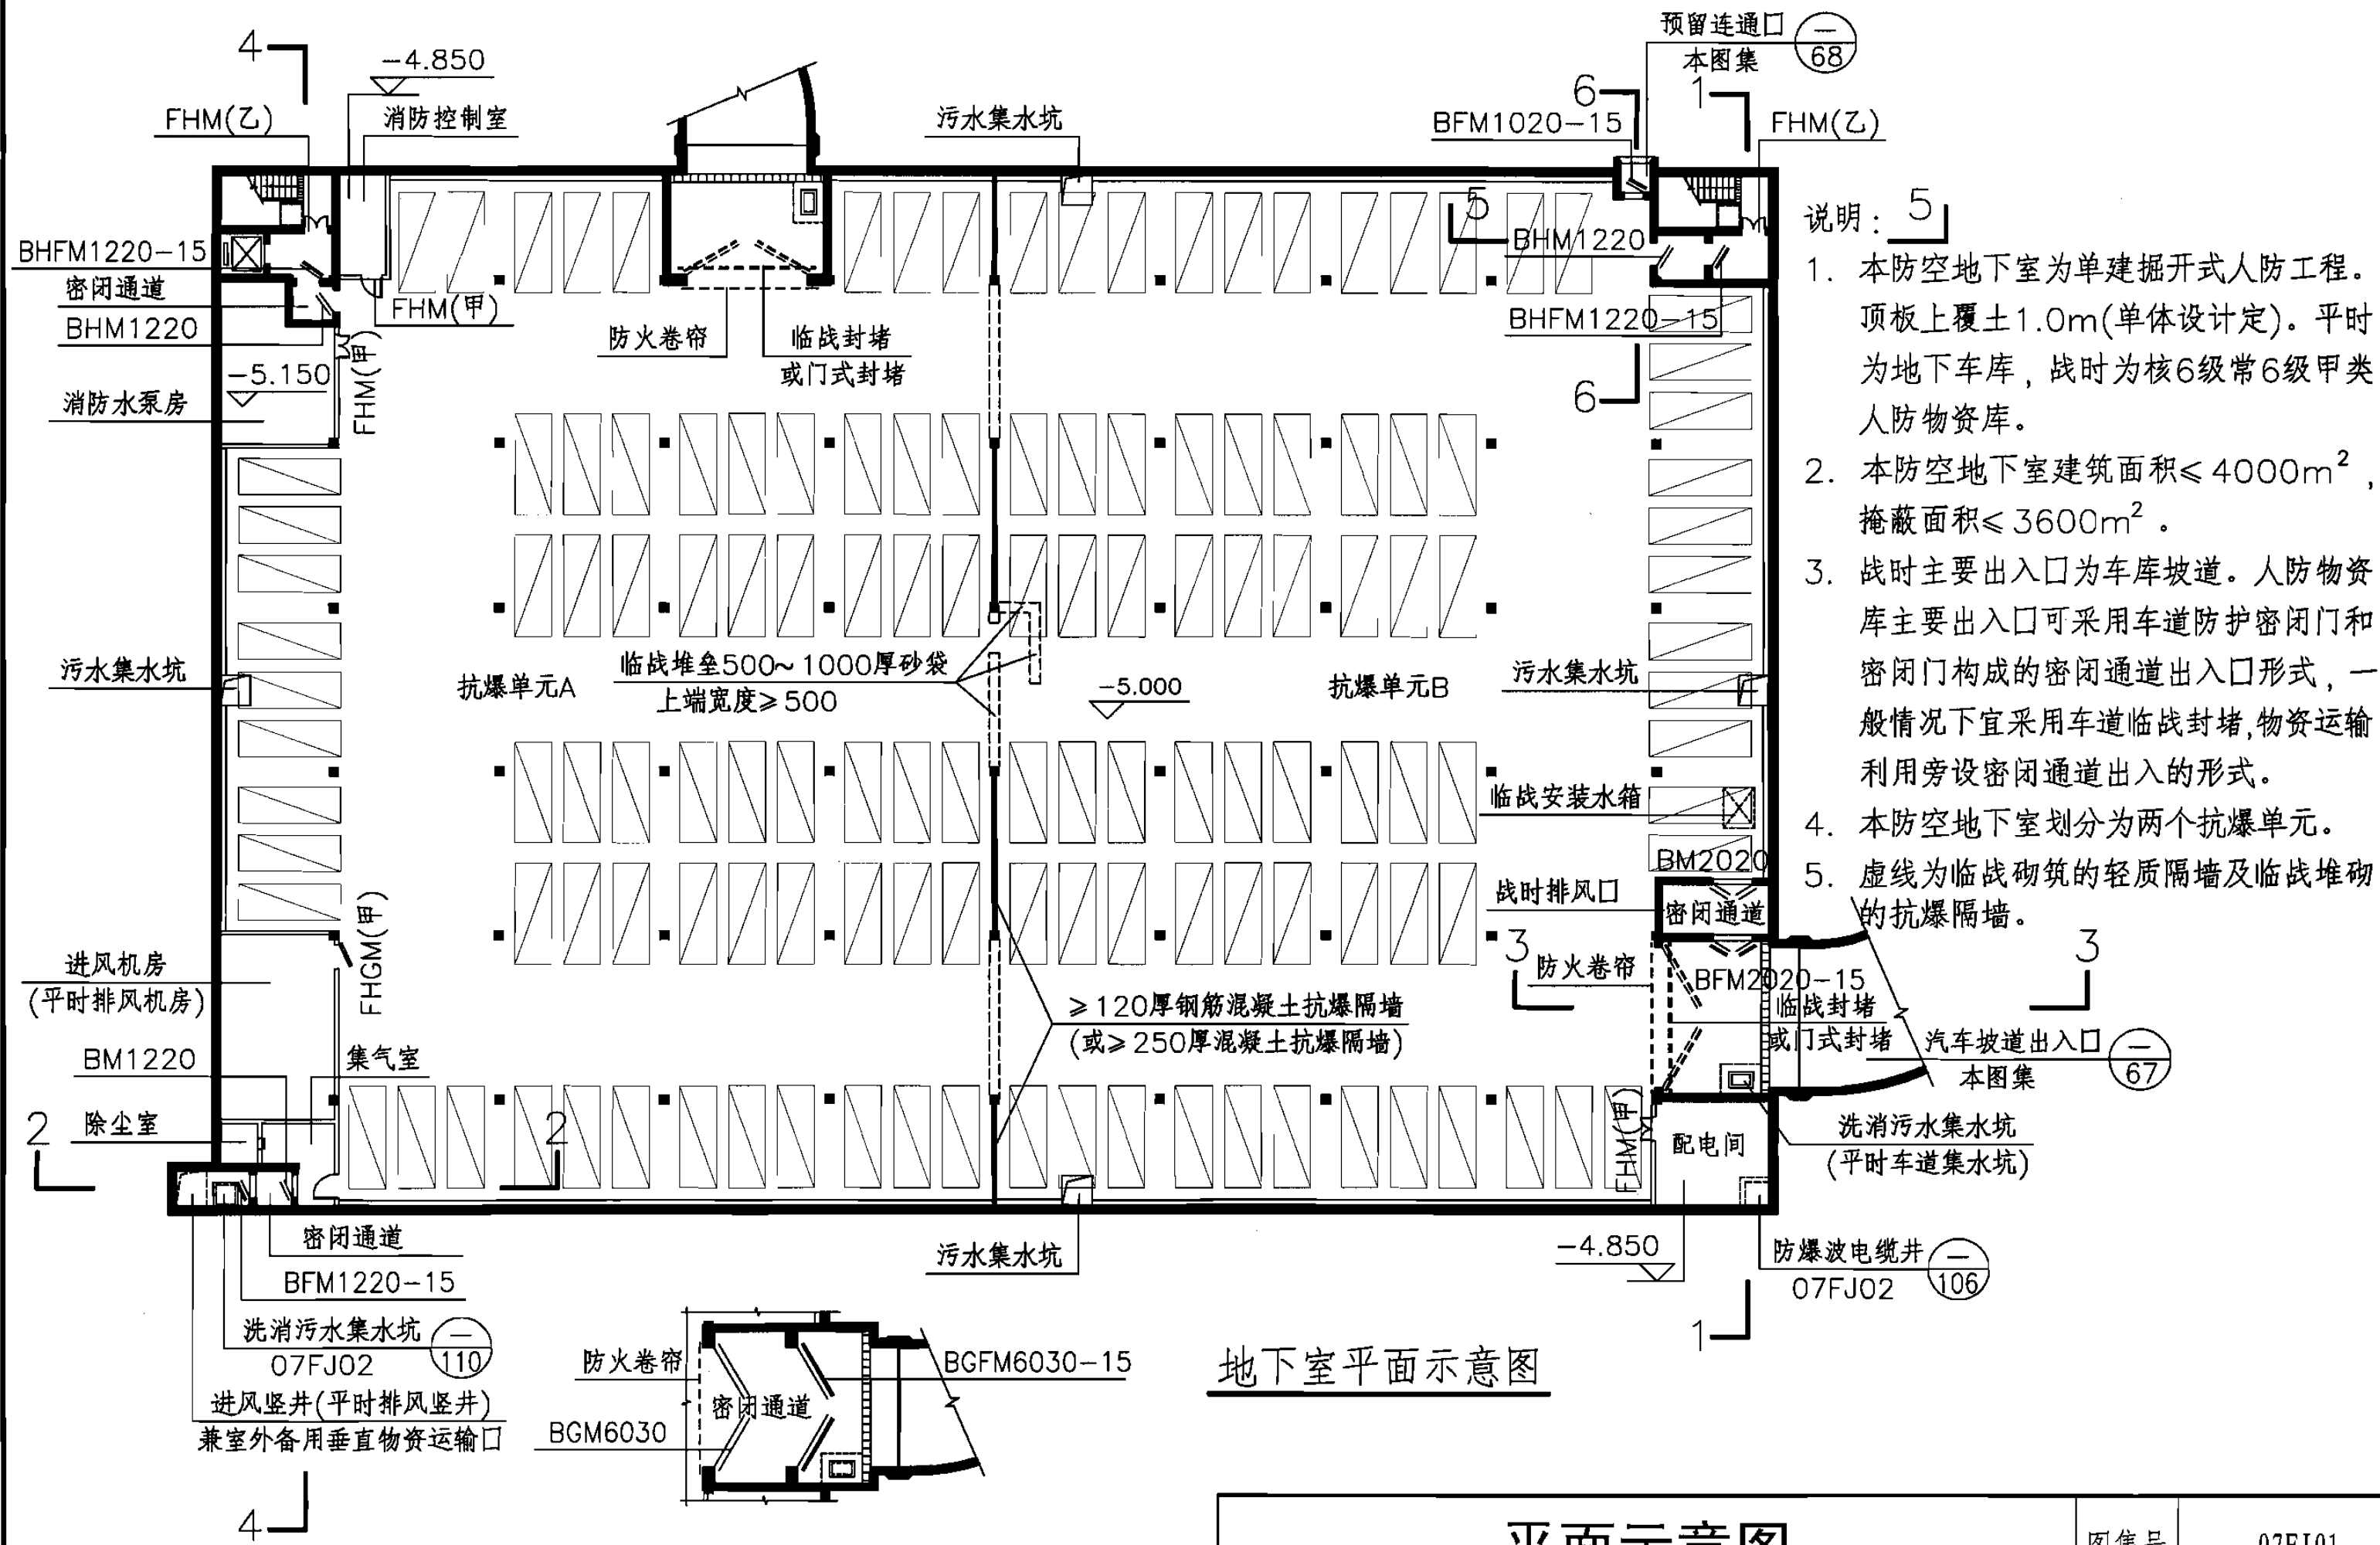 预留连通口
一
68
本图集
4
-4.850
6
1
FHM(乙)
消防控制室
污水集水坑
BFM1020-15
FHM(乙)
5
说明：
5
BHFM1220-15
BHM1220
密闭通道
FHM(甲)
BHFM1220-15
BHM1220
FHM(甲)
防火卷帘
临战封堵
或门式封堵
-5.150
消防水泵房
6
1. 本防空地下室为单建掘开式人防工程。
顶板上覆土1.0m(单体设计定)。平时
为地下车库，战时为核6级常6级甲类
人防物资库。
2. 本防空地下室建筑面积≤4000m²，
掩蔽面积≤3600m²。
3. 战时主要出入口为车库坡道。人防物资
库主要出入口可采用车道防护密闭门和
密闭门构成的密闭通道出入口形式，一
般情况下宜采用车道临战封堵,物资运输
利用旁设密闭通道出入的形式。
4. 本防空地下室划分为两个抗爆单元。
5. 虚线为临战砌筑的轻质隔墙及临战堆砌
的抗爆隔墙。
污水集水坑
抗爆单元A
临战堆垒500~1000厚砂袋
上端宽度≥500
-5.000
抗爆单元B
污水集水坑
临战安装水箱
BM2020
战时排风口
密闭通道
FHGM(甲)
进风机房
(平时排风机房)
3
防火卷帘
BFM2020-15
3
≥120厚钢筋混凝土抗爆隔墙
(或≥250厚混凝土抗爆隔墙)
临战封堵
或门式封堵
汽车坡道出入口
一
67
本图集
BM1220
集气室
2
除尘室
2
FHM(甲)
配电间
洗消污水集水坑
(平时车道集水坑)
密闭通道
BFM1220-15
污水集水坑
-4.850
防爆波电缆井
一
106
07FJ02
洗消污水集水坑
一
110
07FJ02
进风竖井(平时排风竖井)
兼室外备用垂直物资运输口
1
防火卷帘
BGFM6030-15
密闭通道
BGM6030
地下室平面示意图
4
平面示意图
图集号
07FJ01